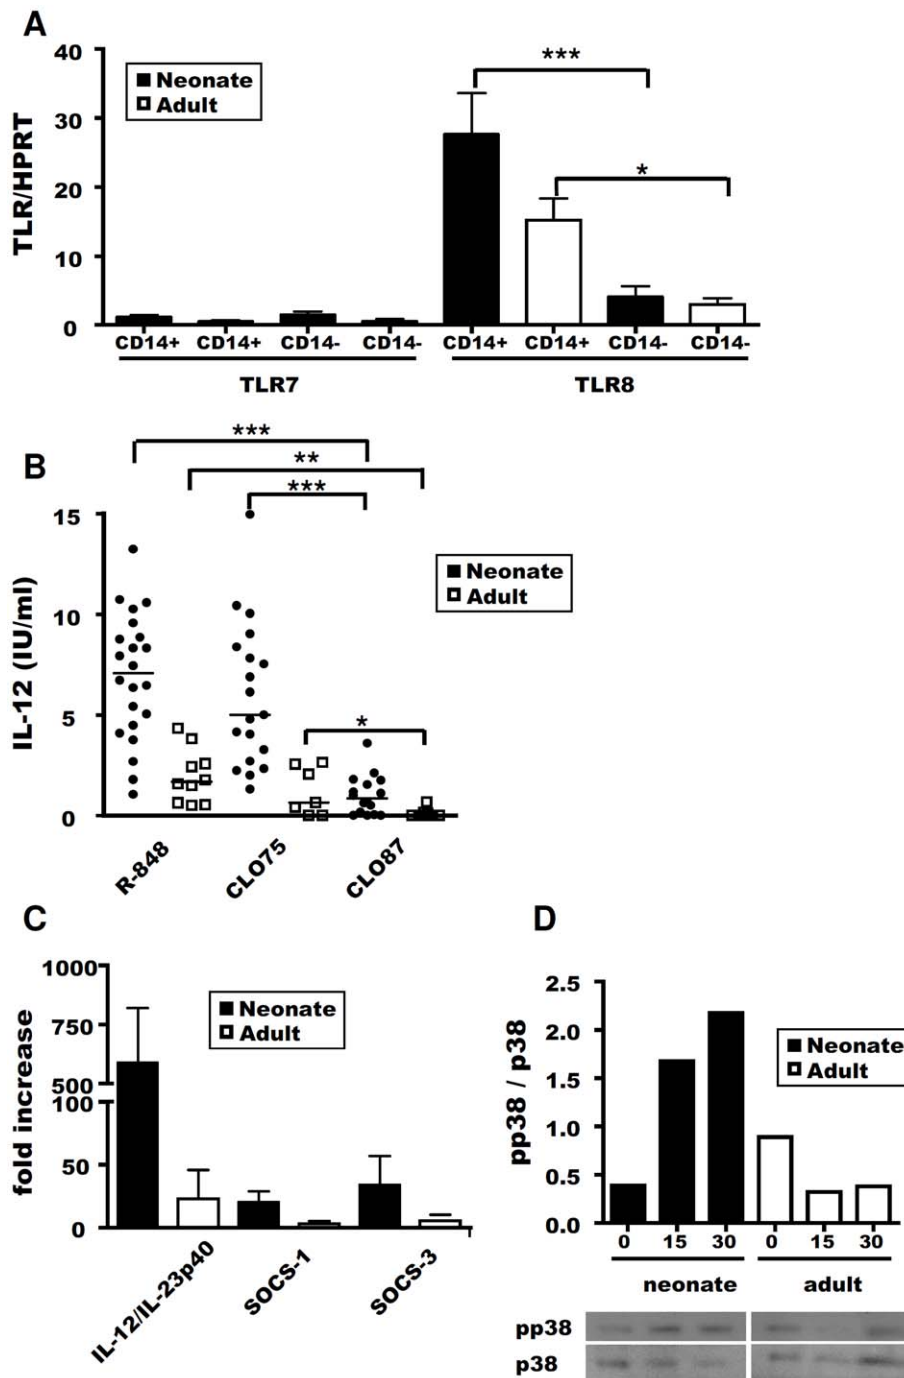 A
TLR/HPRT
40
30
20
10
0
Neonate
Adult
***
*
CD14+ CD14+ CD14- CD14- CD14+ CD14+ CD14- CD14-
TLR7 TLR8
B
IL-12 (IU/ml)
***
**
***
*
15
10
5
0
Neonate
Adult
R-848 CLO75 CLO87
C
fold increase
1000
750
500
100
50
0
Neonate
Adult
IL-12/IL-23p40 SOCS-1 SOCS-3
D
pp38 / p38
2.5
2.0
1.5
1.0
0.5
0.0
Neonate
Adult
0 15 30 0 15 30
neonate adult
pp38
p38